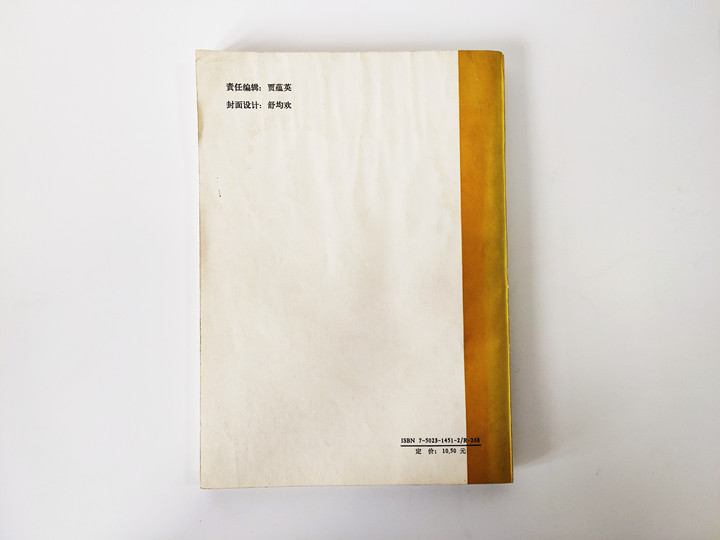 责任编辑：贾蕴英
封面设计：舒均欢
ISBN 7-5023-1451-2/R·288
定 价：10.50 元